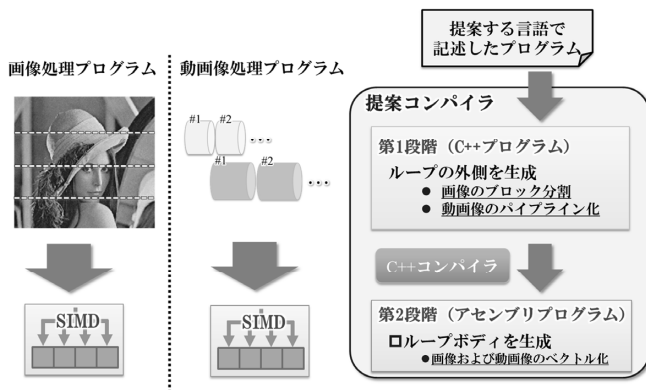 画像処理プログラム
SIMD
動画像処理プログラム
#1
#2
...
#1
#2
...
SIMD
提案する言語で
記述したプログラム
提案コンパイラ
第1段階（C++プログラム）
ループの外側を生成
● 画像のブロック分割
● 動画像のパイプライン化
C++コンパイラ
第2段階（アセンブリプログラム）
□ループボディを生成
●画像および動画像のベクトル化